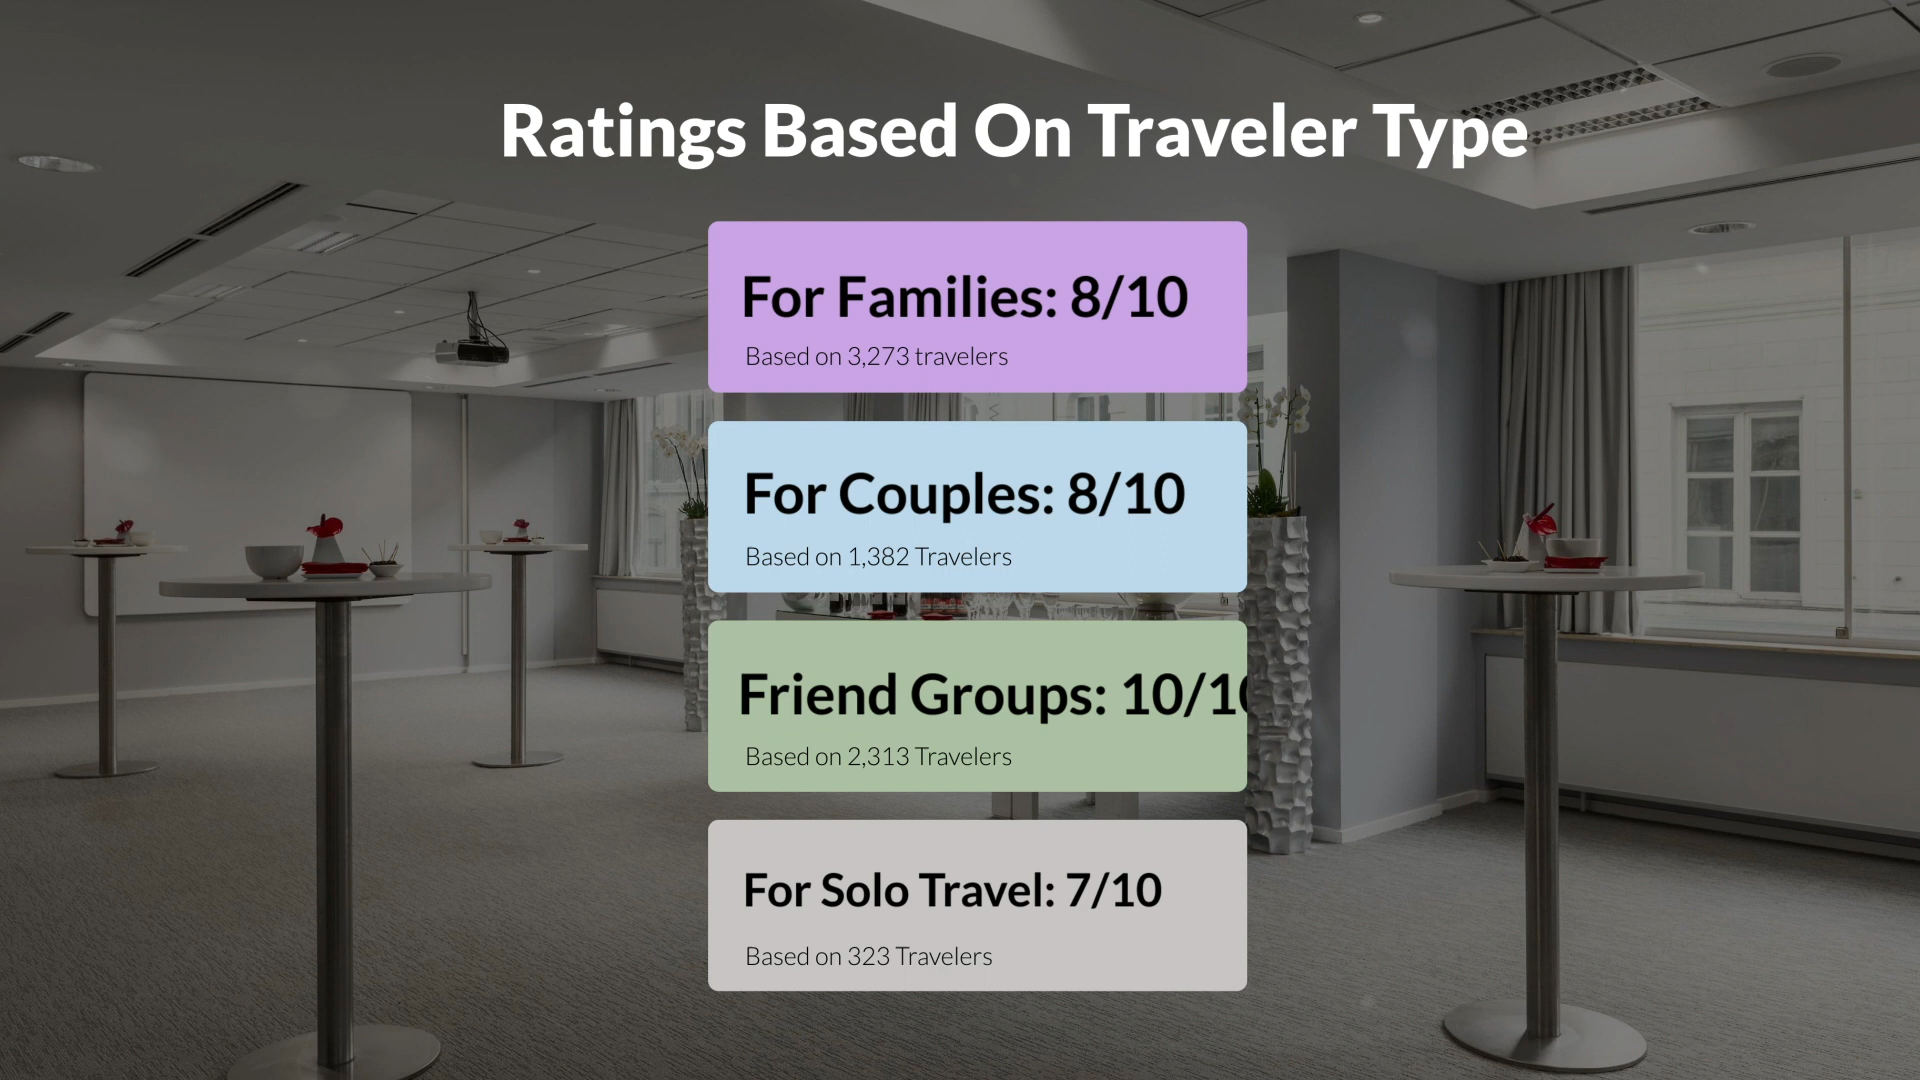 Ratings Based On Traveler Type
For Families: 8/10
Based on 3,273 travelers
For Couples: 8/10
Based on 1,382 Travelers
Friend Groups: 10/10
Based on 2,313 Travelers
For Solo Travel: 7/10
Based on 323 Travelers